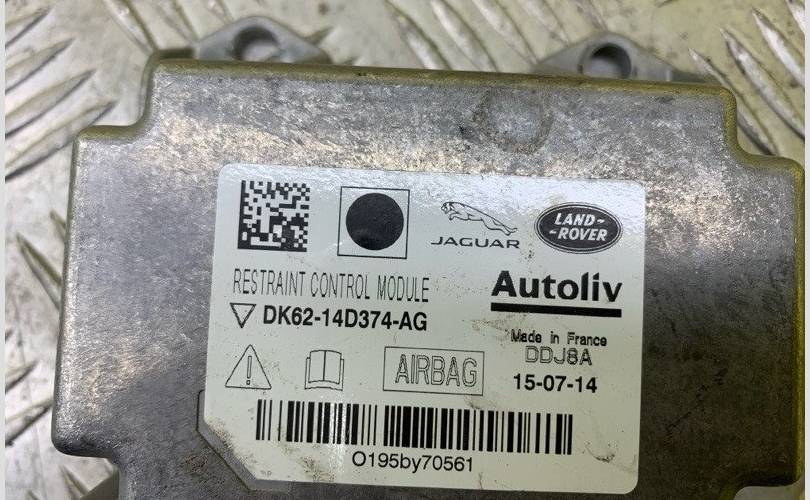 JAGUAR
LAND-
-ROVER
RESTRAINT CONTROL MODULE
Autoliv
DK62-14D374-AG
Made in France
DDJ8A
AIRBAG
15-07-14
O195by70561